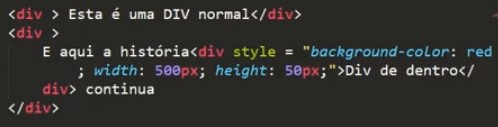 <div > Esta é uma DIV normal</div>
<div >
    E aqui a história<div style = "background-color: red
        ; width: 500px; height: 50px;">Div de dentro</
    div> continua
</div>